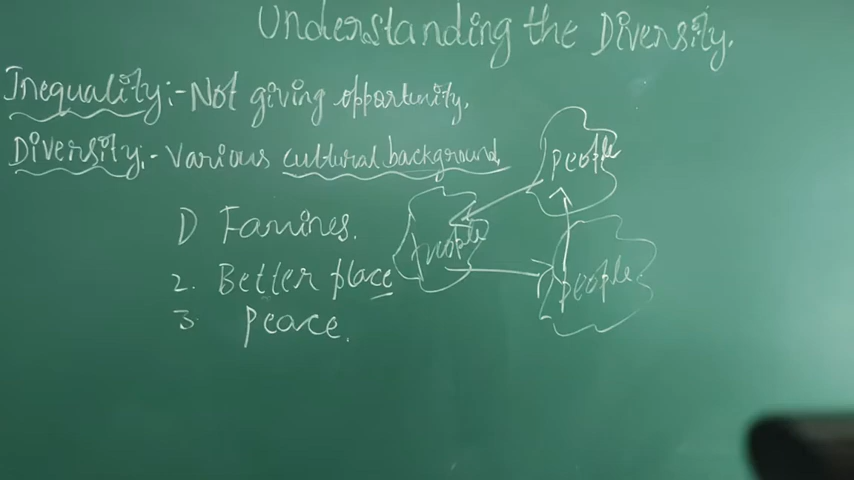 Understanding the Diversity.
Inequality:- Not giving opportunity.
Diversity:- Various cultural background.
1) Famines.
2. Better place
3. Peace.
people
people
people